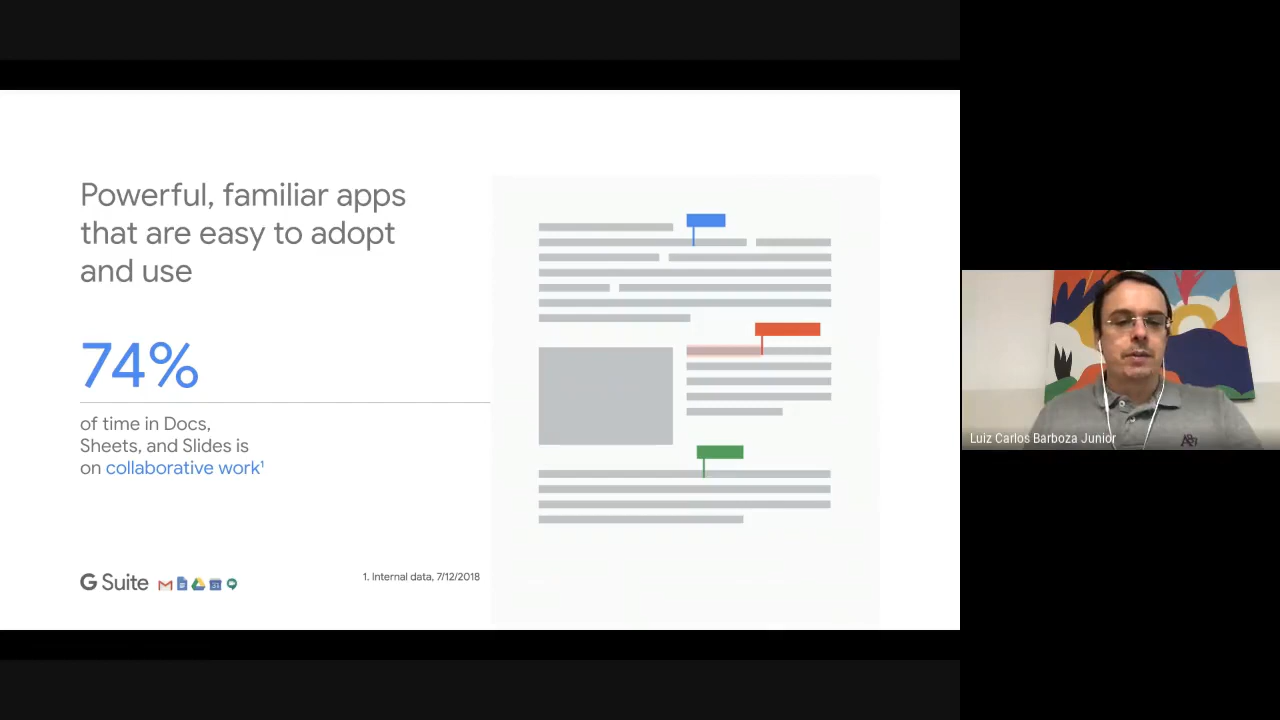 Powerful, familiar apps
that are easy to adopt
and use
74%
of time in Docs,
Sheets, and Slides is
on collaborative work¹
G Suite
31
1. Internal data, 7/12/2018
Luiz Carlos Barboza Junior